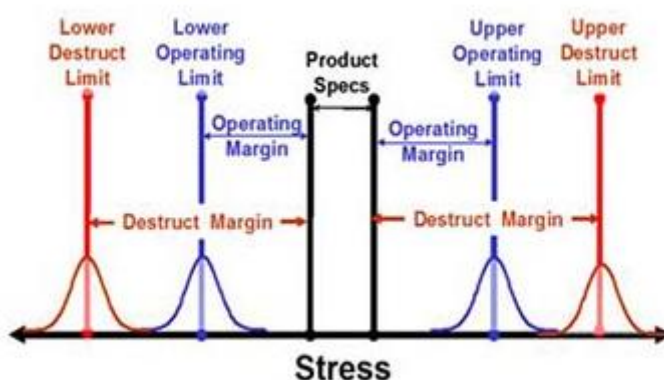 Lower
Destruct
Limit
Lower
Operating
Limit
Product
Specs
Upper
Operating
Limit
Upper
Destruct
Limit
Operating
Margin
Operating
Margin
Destruct Margin
Destruct Margin
Stress